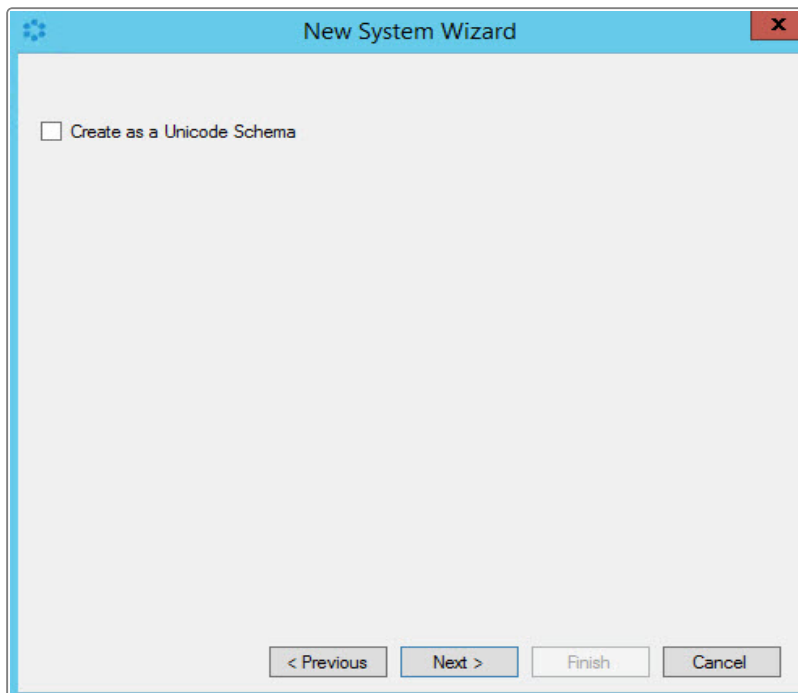 New System Wizard
x
Create as a Unicode Schema
< Previous
Next >
Finish
Cancel